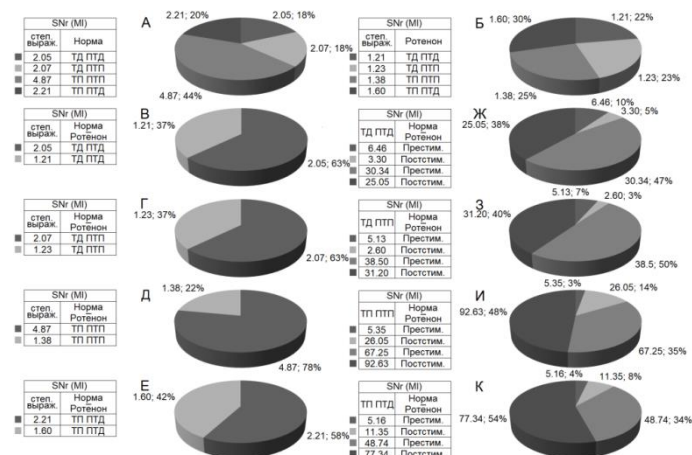 SNr (MI)
степ. выраж. Норма
2.05 ТД ПТД
2.07 ТД ПТП
4.87 ТП ПТП
2.21 ТП ПТД
А
2.21; 20%
2.05; 18%
2.07; 18%
4.87; 44%
SNr (MI)
степ. выраж. Ротенон
1.21 ТД ПТД
1.23 ТД ПТП
1.38 ТП ПТП
1.60 ТП ПТД
Б
1.60; 30%
1.21; 22%
1.23; 23%
1.38; 25%
SNr (MI)
степ. выраж. Норма Ротенон
2.05 ТД ПТД
1.21 ТД ПТД
В
1.21; 37%
2.05; 63%
SNr (MI)
ТД ПТД Норма Ротенон
6.46 Престим.
3.30 Постстим.
30.34 Престим.
25.05 Постстим.
Ж
6.46; 10%
3.30; 5%
25.05; 38%
30.34; 47%
SNr (MI)
степ. выраж. Норма Ротенон
2.07 ТД ПТП
1.23 ТД ПТП
Г
1.23; 37%
2.07; 63%
SNr (MI)
ТД ПТП Норма Ротенон
5.13 Престим.
2.60 Постстим.
38.50 Престим.
31.20 Постстим.
З
5.13; 7%
2.60; 3%
31.20; 40%
38.5; 50%
SNr (MI)
степ. выраж. Норма Ротенон
4.87 ТП ПТП
1.38 ТП ПТП
Д
1.38; 22%
4.87; 78%
SNr (MI)
ТП ПТП Норма Ротенон
5.35 Престим.
26.05 Постстим.
67.25 Престим.
92.63 Постстим.
И
5.35; 3%
26.05; 14%
92.63; 48%
67.25; 35%
SNr (MI)
степ. выраж. Норма Ротенон
2.21 ТП ПТД
1.60 ТП ПТД
Е
1.60; 42%
2.21; 58%
SNr (MI)
ТП ПТД Норма Ротенон
5.16 Престим.
11.35 Постстим.
48.74 Престим.
77.34 Постстим.
К
5.16; 4%
11.35; 8%
77.34; 54%
48.74; 34%